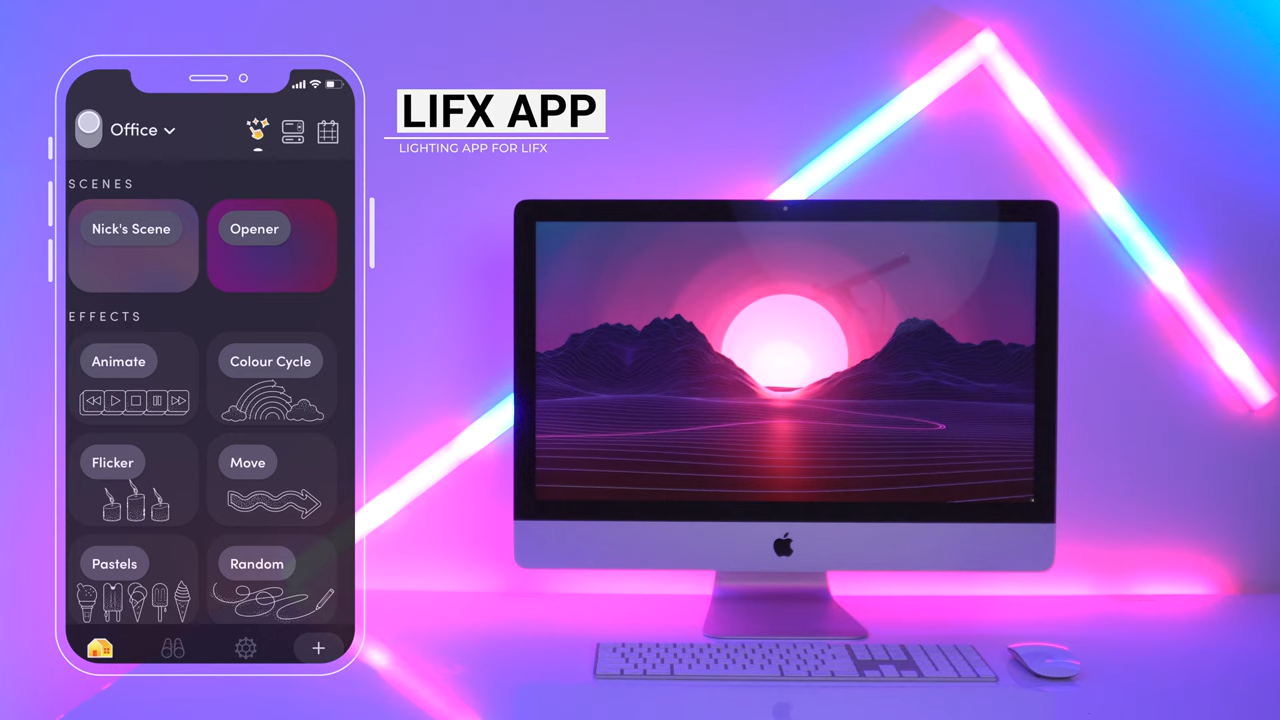 Office
SCENES
Nick's Scene
Opener
EFFECTS
Animate
Colour Cycle
Flicker
Move
Pastels
Random
LIFX APP
LIGHTING APP FOR LIFX